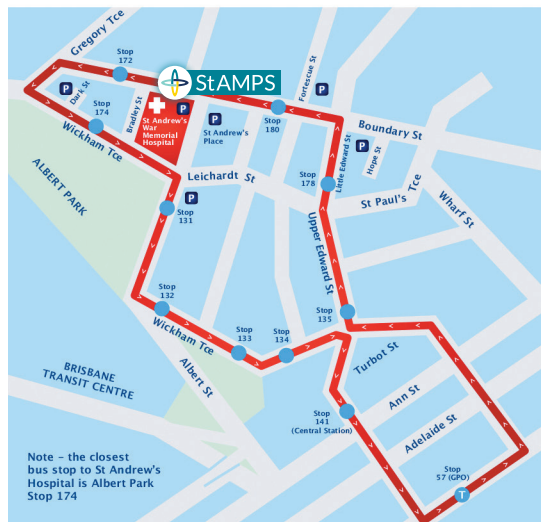 Gregory Tce
Stop
172
StAMPS
Fortescue St
P
Dark St
Stop
174
Bradley St
P
St Andrew's
War
Memorial
Hospital
P
St Andrew's
Place
Stop
180
P
Boundary St
Wickham Tce
Little Edward St
P
Hope St
ALBERT PARK
Leichardt St
Stop
178
St Paul's Tce
Wharf St
P
Stop
131
Upper Edward St
Stop
132
Wickham Tce
Stop
133
Stop
134
Stop
135
Turbot St
BRISBANE
TRANSIT CENTRE
Albert St
Ann St
Stop
141
(Central Station)
Adelaide St
Note – the closest
bus stop to St Andrew's
Hospital is Albert Park
Stop 174
Stop
57 (GPO)
T